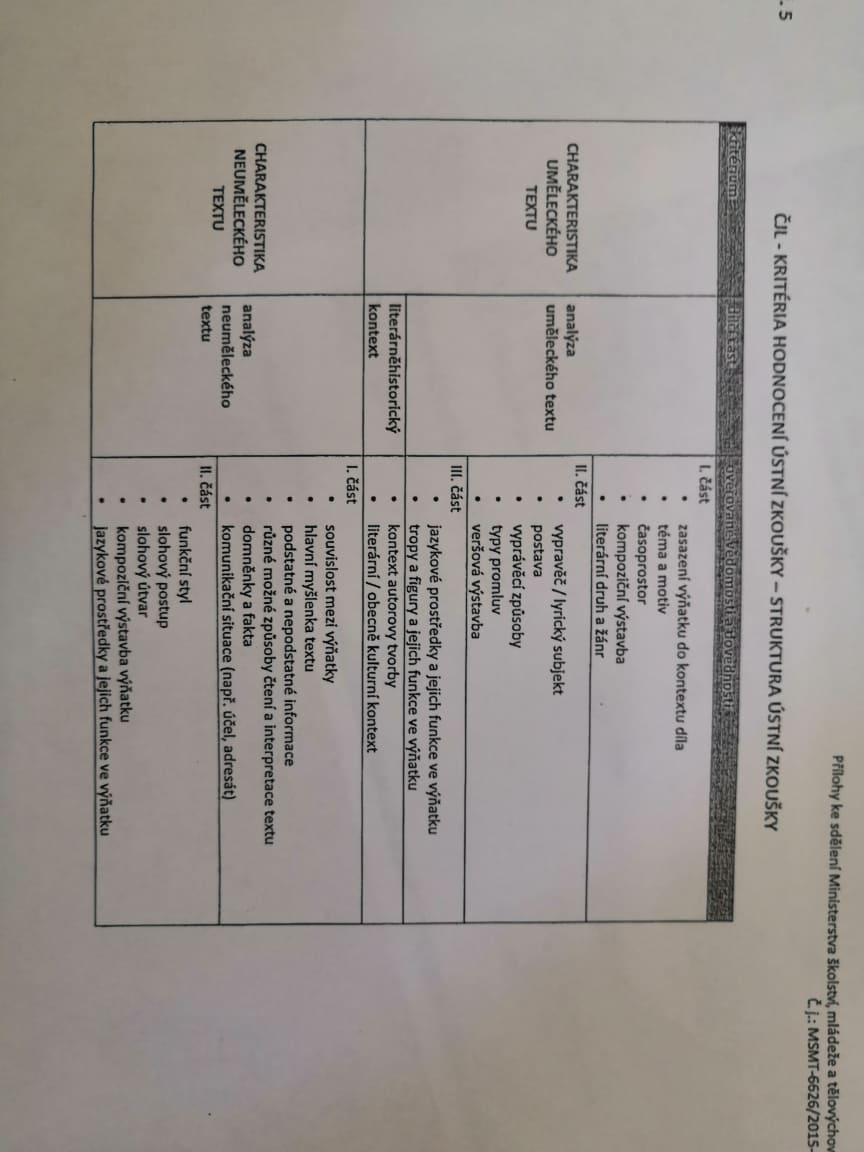 Přílohy ke sdělení Ministerstva školství, mládeže a tělovýchov
Č.j.: MSMT-6626/2015-
. 5
ČJL - KRITÉRIA HODNOCENÍ ÚSTNÍ ZKOUŠKY – STRUKTURA ÚSTNÍ ZKOUŠKY
kritérium
dílčí část
ověřované vědomosti a dovednosti
CHARAKTERISTIKA
UMĚLECKÉHO
TEXTU
analýza
uměleckého textu
I. část
• zasazení výňatku do kontextu díla
• téma a motiv
• časoprostor
• kompoziční výstavba
• literární druh a žánr
II. část
• vypravěč / lyrický subjekt
• postava
• vyprávěcí způsoby
• typy promluv
• veršová výstavba
III. část
• jazykové prostředky a jejich funkce ve výňatku
• tropy a figury a jejich funkce ve výňatku
literárněhistorický
kontext
• kontext autorovy tvorby
• literární / obecně kulturní kontext
CHARAKTERISTIKA
NEUMĚLECKÉHO
TEXTU
analýza
neuměleckého
textu
I. část
• souvislost mezi výňatky
• hlavní myšlenka textu
• podstatné a nepodstatné informace
• různé možné způsoby čtení a interpretace textu
• domněnky a fakta
• komunikační situace (např. účel, adresát)
II. část
• funkční styl
• slohový postup
• slohový útvar
• kompoziční výstavba výňatku
• jazykové prostředky a jejich funkce ve výňatku